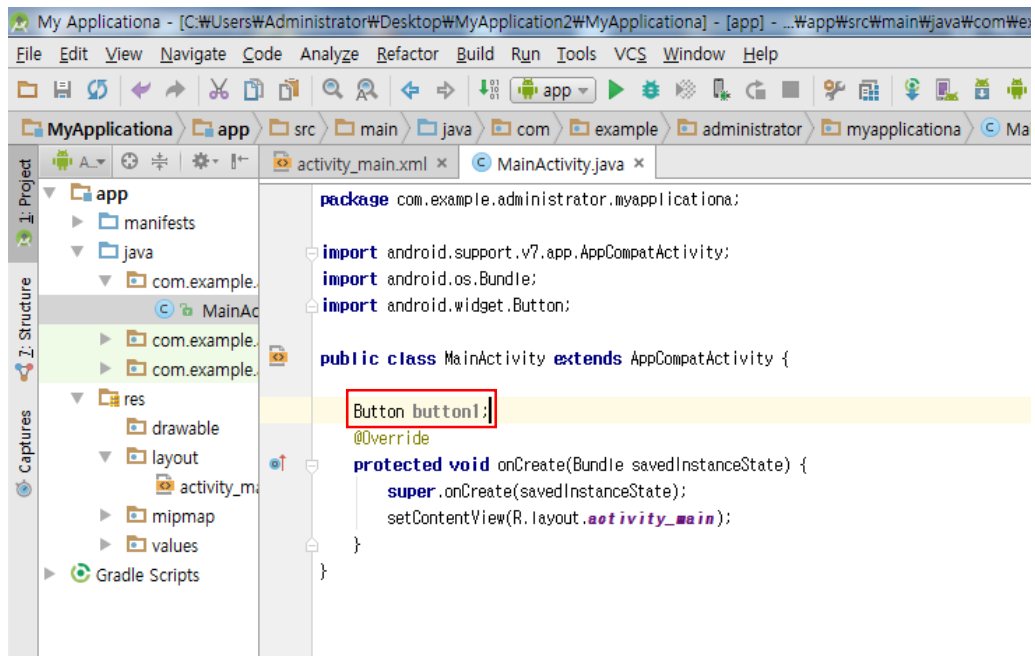 My Applicationa - [C:₩Users₩Administrator₩Desktop₩MyApplication2₩MyApplicationa] - [app] - ...₩app₩src₩main₩java₩com₩ex
File Edit View Navigate Code Analyze Refactor Build Run Tools VCS Window Help
app
MyApplicationa app src main java com example administrator myapplicationa C Ma
1: Project
7: Structure
Captures
A...
app
manifests
java
com.example.
C MainAc
com.example.
com.example.
res
drawable
layout
activity_ma
mipmap
values
Gradle Scripts
activity_main.xml × C MainActivity.java ×
package com.example.administrator.myapplicationa;
import android.support.v7.app.AppCompatActivity;
import android.os.Bundle;
import android.widget.Button;
public class MainActivity extends AppCompatActivity {
Button button1;
@Override
protected void onCreate(Bundle savedInstanceState) {
super.onCreate(savedInstanceState);
setContentView(R.layout.activity_main);
}
}